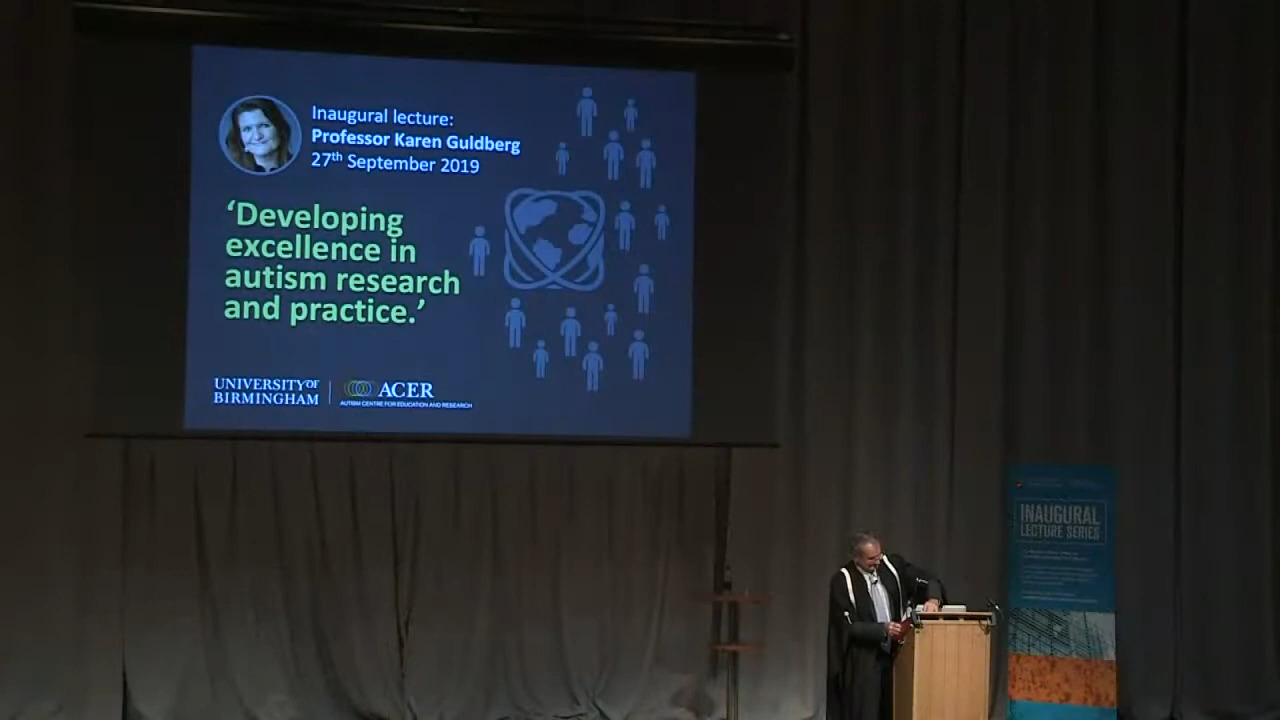 Inaugural lecture:
Professor Karen Guldberg
27th September 2019
‘Developing
excellence in
autism research
and practice.’
UNIVERSITY OF
BIRMINGHAM
ACER
AUTISM CENTRE FOR EDUCATION AND RESEARCH
INAUGURAL
LECTURE SERIES